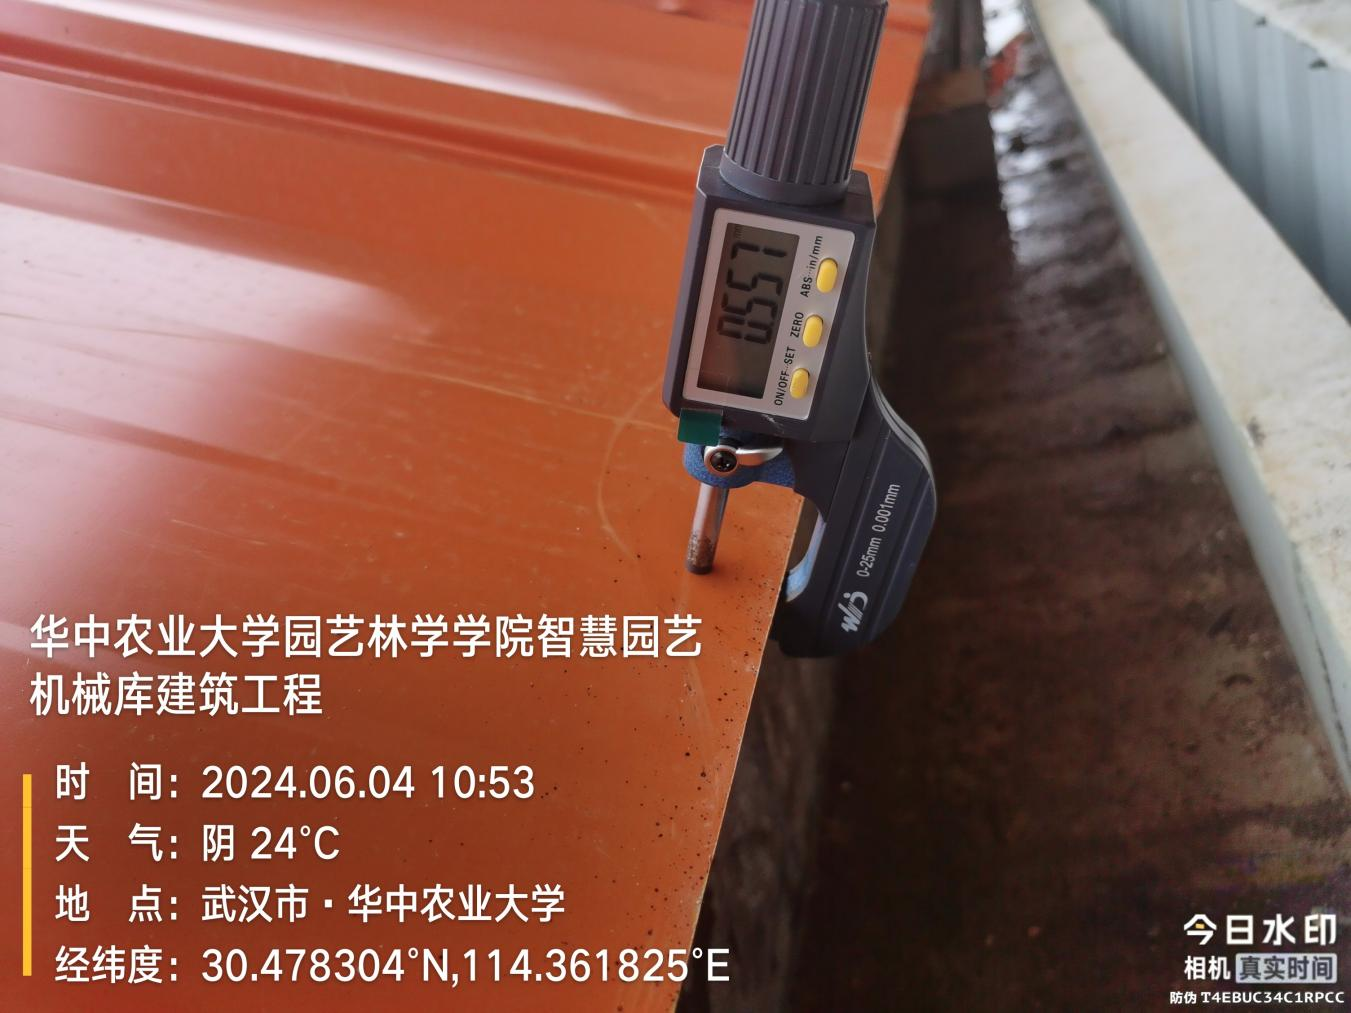 0.557
mm
ABS in/mm
ZERO
ON/OFF SET
0-25mm 0.001mm
华中农业大学园艺林学学院智慧园艺
机械库建筑工程
时 间：2024.06.04 10:53
天 气：阴 24°C
地 点：武汉市·华中农业大学
经纬度：30.478304°N,114.361825°E
今日水印
相机 真实时间
防伪 T4EBUC34C1RPCC